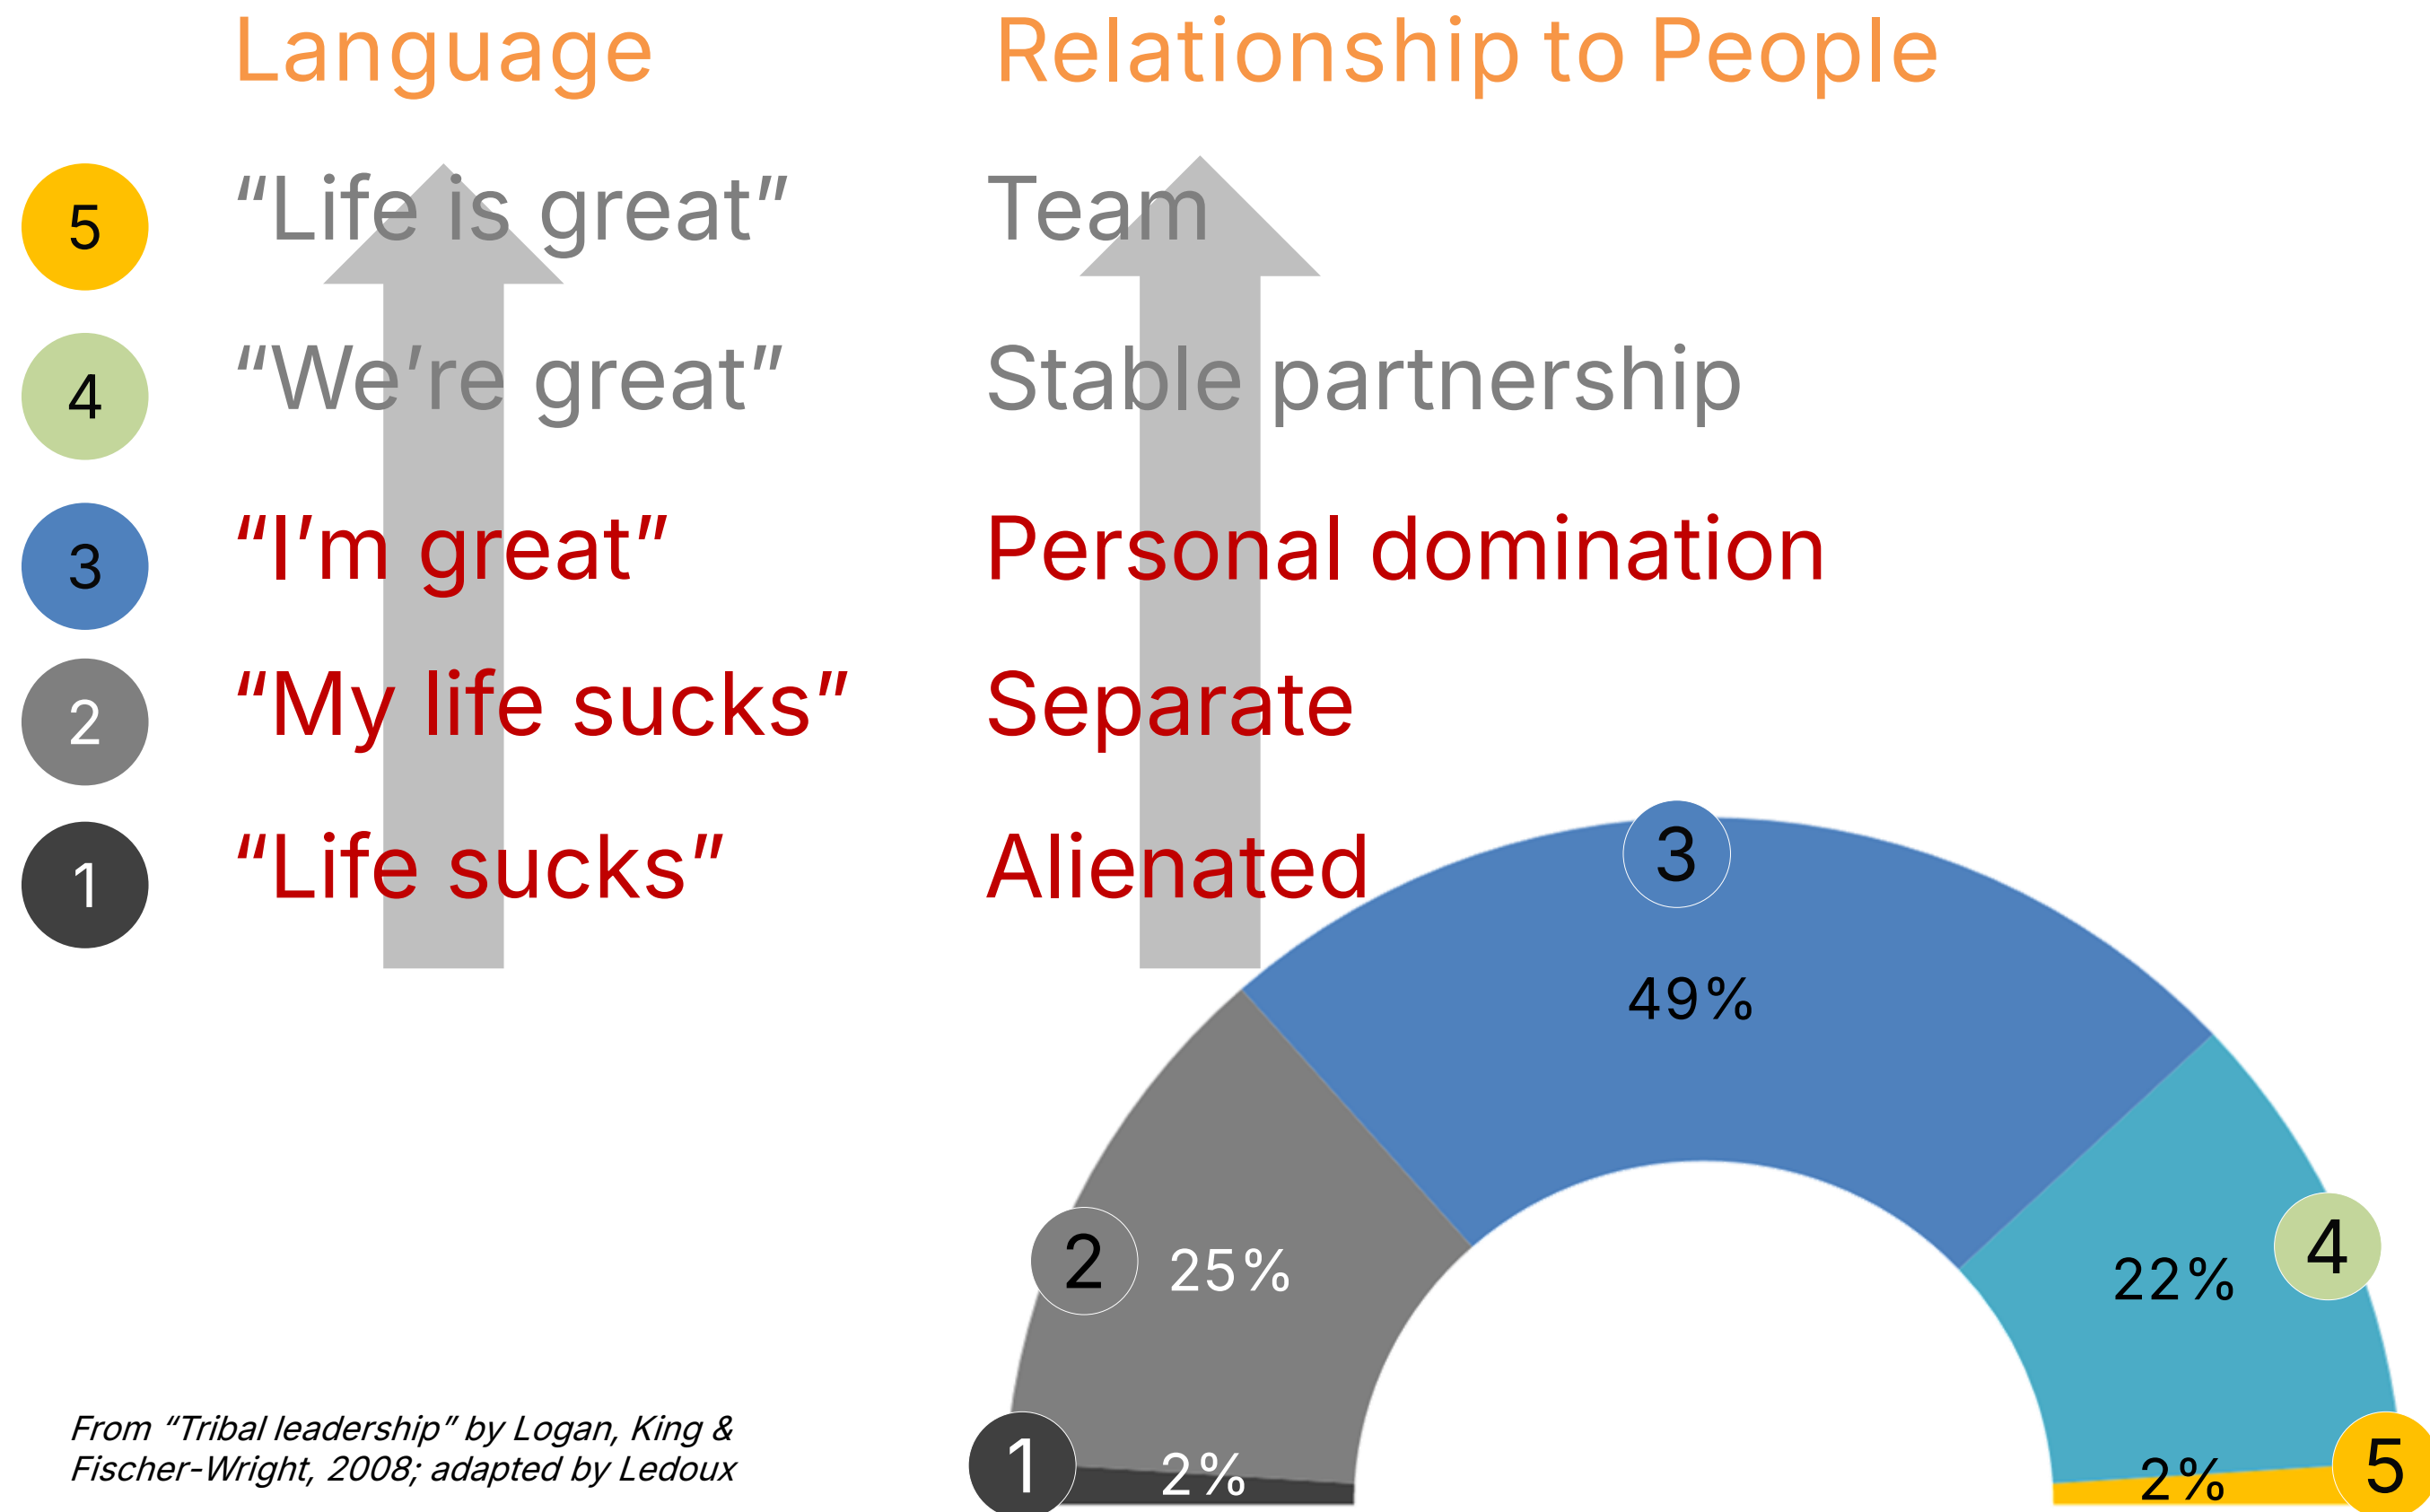 Language Relationship to People
5 “Life is great” Team
4 “We’re great” Stable partnership
3 “I’m great” Personal domination
2 “My life sucks” Separate
1 “Life sucks” Alienated
3
49%
2 25%
22% 4
1 2%
2% 5
From “Tribal leadership” by Logan, King &
Fischer-Wright, 2008; adapted by Ledoux